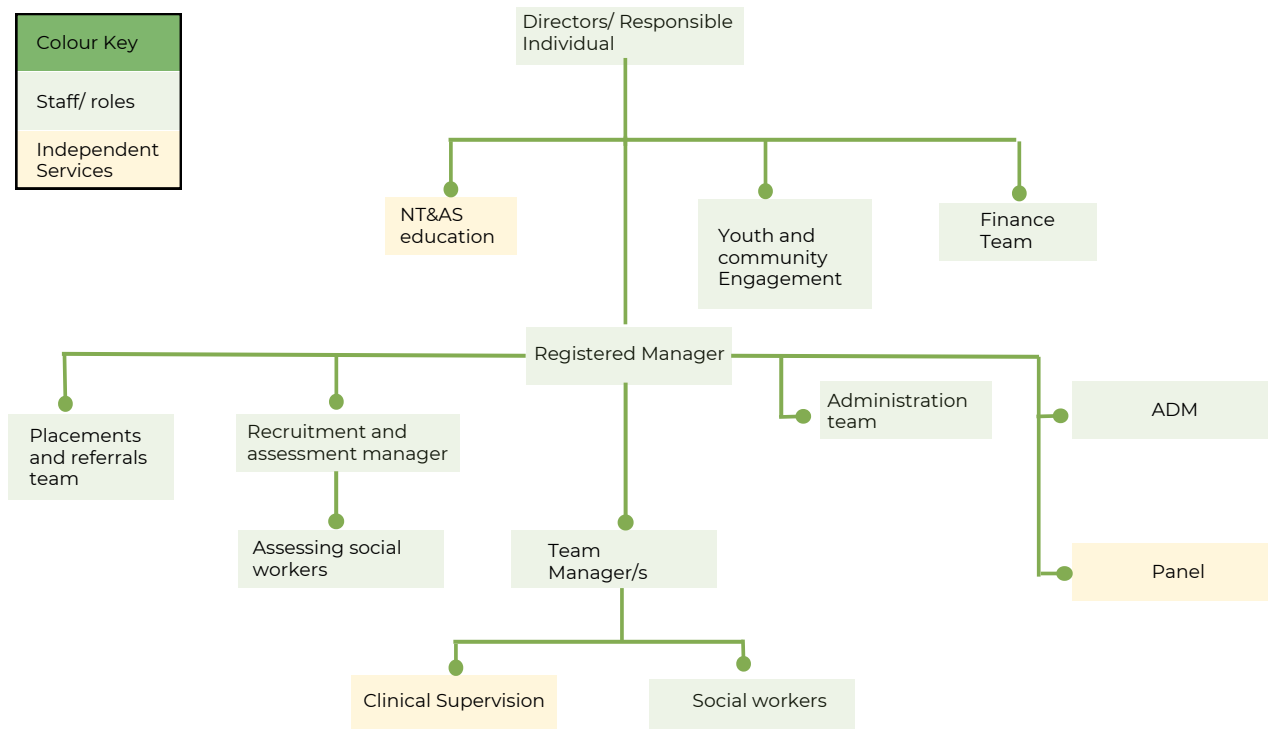 Colour Key
Staff/ roles
Independent
Services
Directors/ Responsible
Individual
NT&AS
education
Youth and
community
Engagement
Finance
Team
Registered Manager
Placements
and referrals
team
Recruitment and
assessment manager
Administration
team
ADM
Assessing social
workers
Team
Manager/s
Panel
Clinical Supervision
Social workers